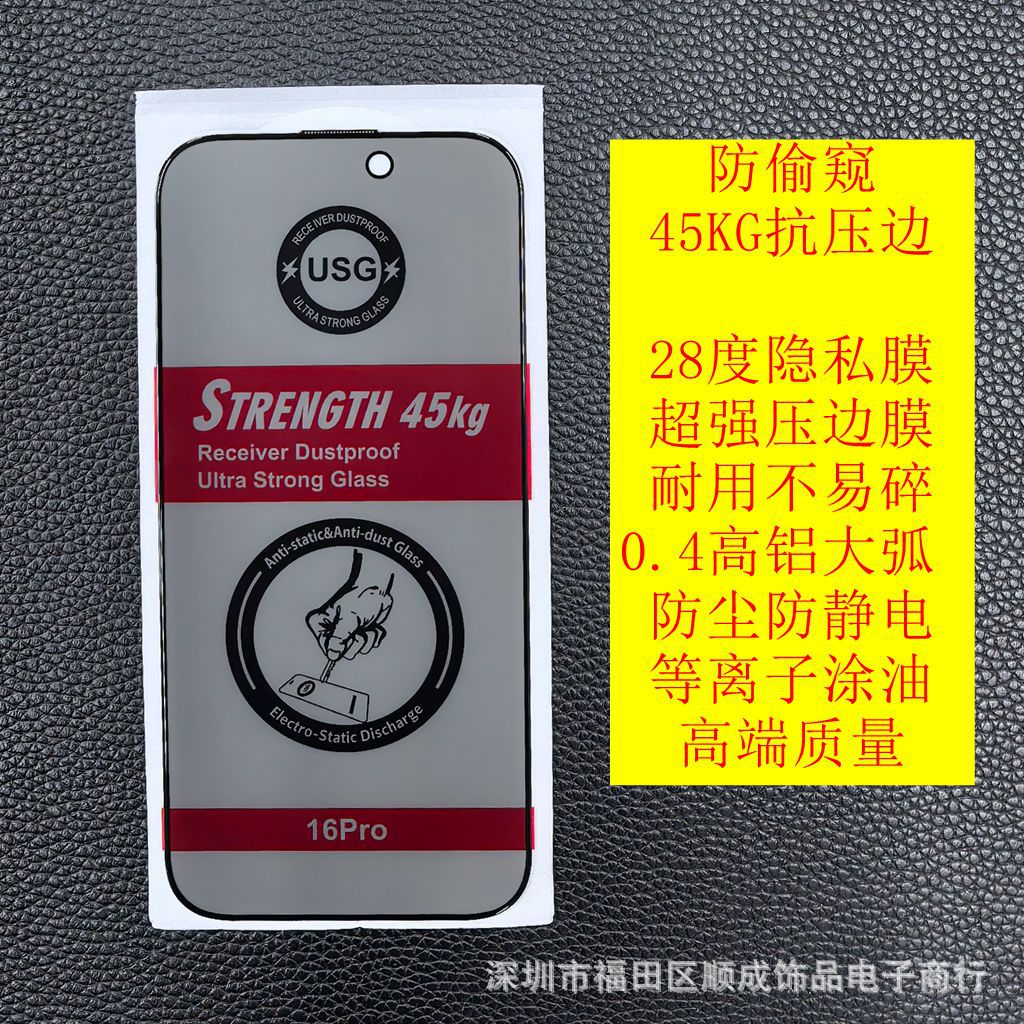 RECEIVER DUSTPROOF
USG
ULTRA STRONG GLASS
STRENGTH 45kg
Receiver Dustproof
Ultra Strong Glass
Anti-static&Anti-dust Glass
Electro-Static Discharge
16Pro
防偷窥
45KG抗压边
28度隐私膜
超强压边膜
耐用不易碎
0.4高铝大弧
防尘防静电
等离子涂油
高端质量
深圳市福田区顺成饰品电子商行